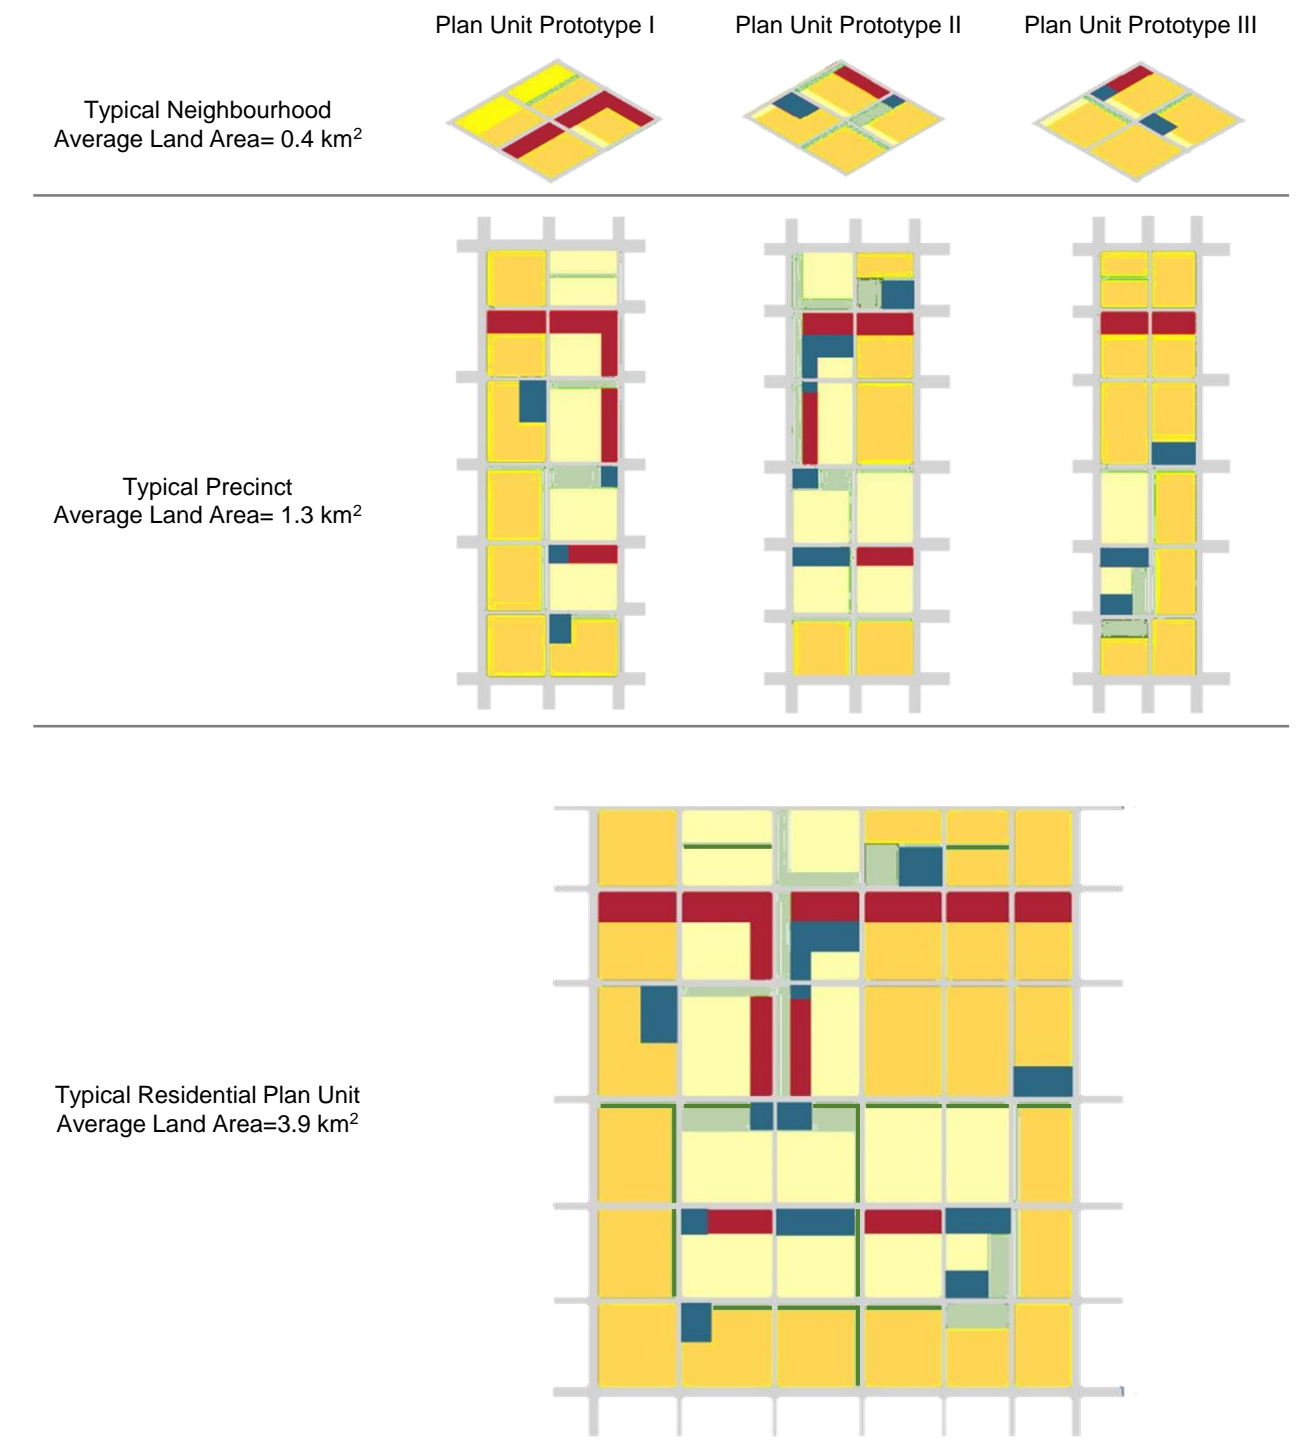 Plan Unit Prototype I
Plan Unit Prototype II
Plan Unit Prototype III
Typical Neighbourhood
Average Land Area= 0.4 km²
Typical Precinct
Average Land Area= 1.3 km²
Typical Residential Plan Unit
Average Land Area=3.9 km²